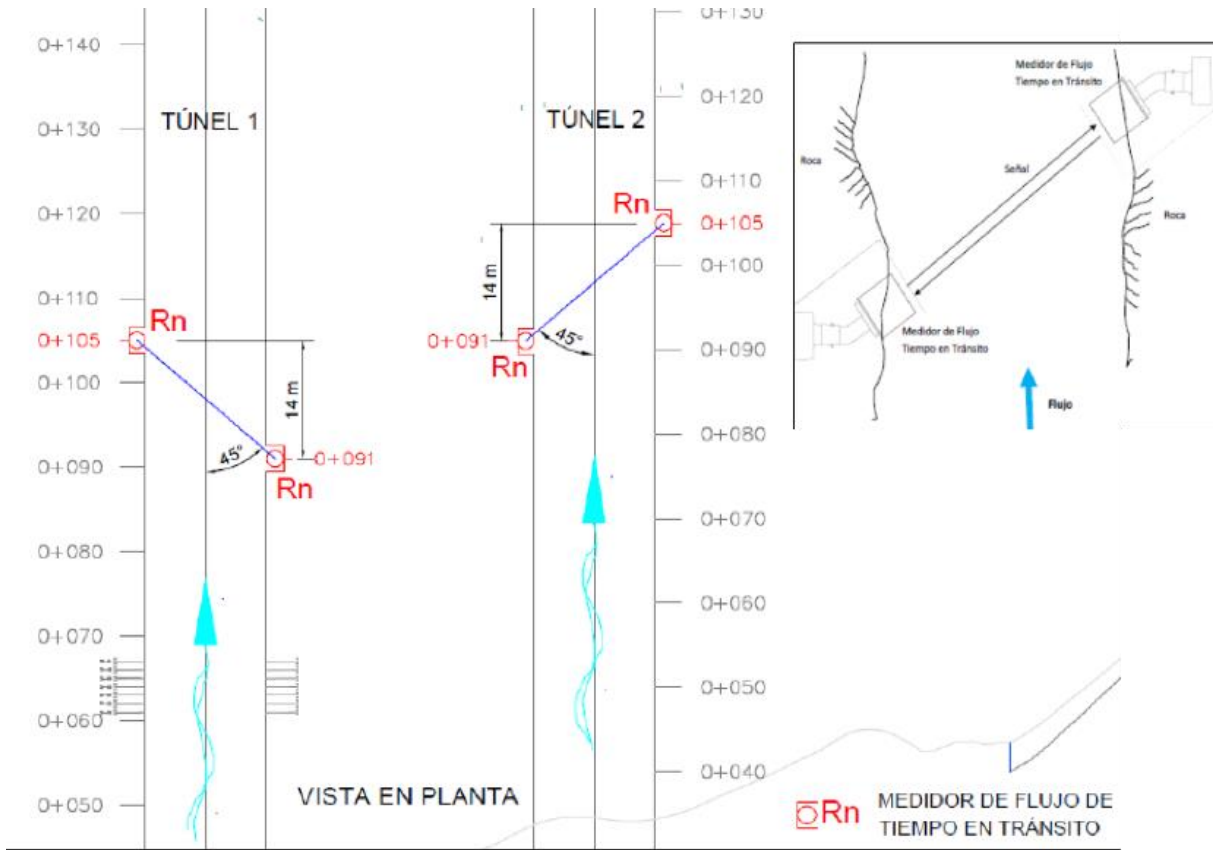 0+140
0+130
0+120
0+110
0+105
0+100
0+090
0+080
0+070
0+060
0+050
TÚNEL 1
Rn
14 m
45°
0+091
Rn
TÚNEL 2
Rn
14 m
45°
0+091
Rn
0+130
0+120
0+110
0+105
0+100
0+090
0+080
0+070
0+060
0+050
0+040
Medidor de Flujo
Tiempo en Tránsito
Roca
Señal
Roca
Medidor de Flujo
Tiempo en Tránsito
Flujo
VISTA EN PLANTA
Rn MEDIDOR DE FLUJO DE
TIEMPO EN TRÁNSITO